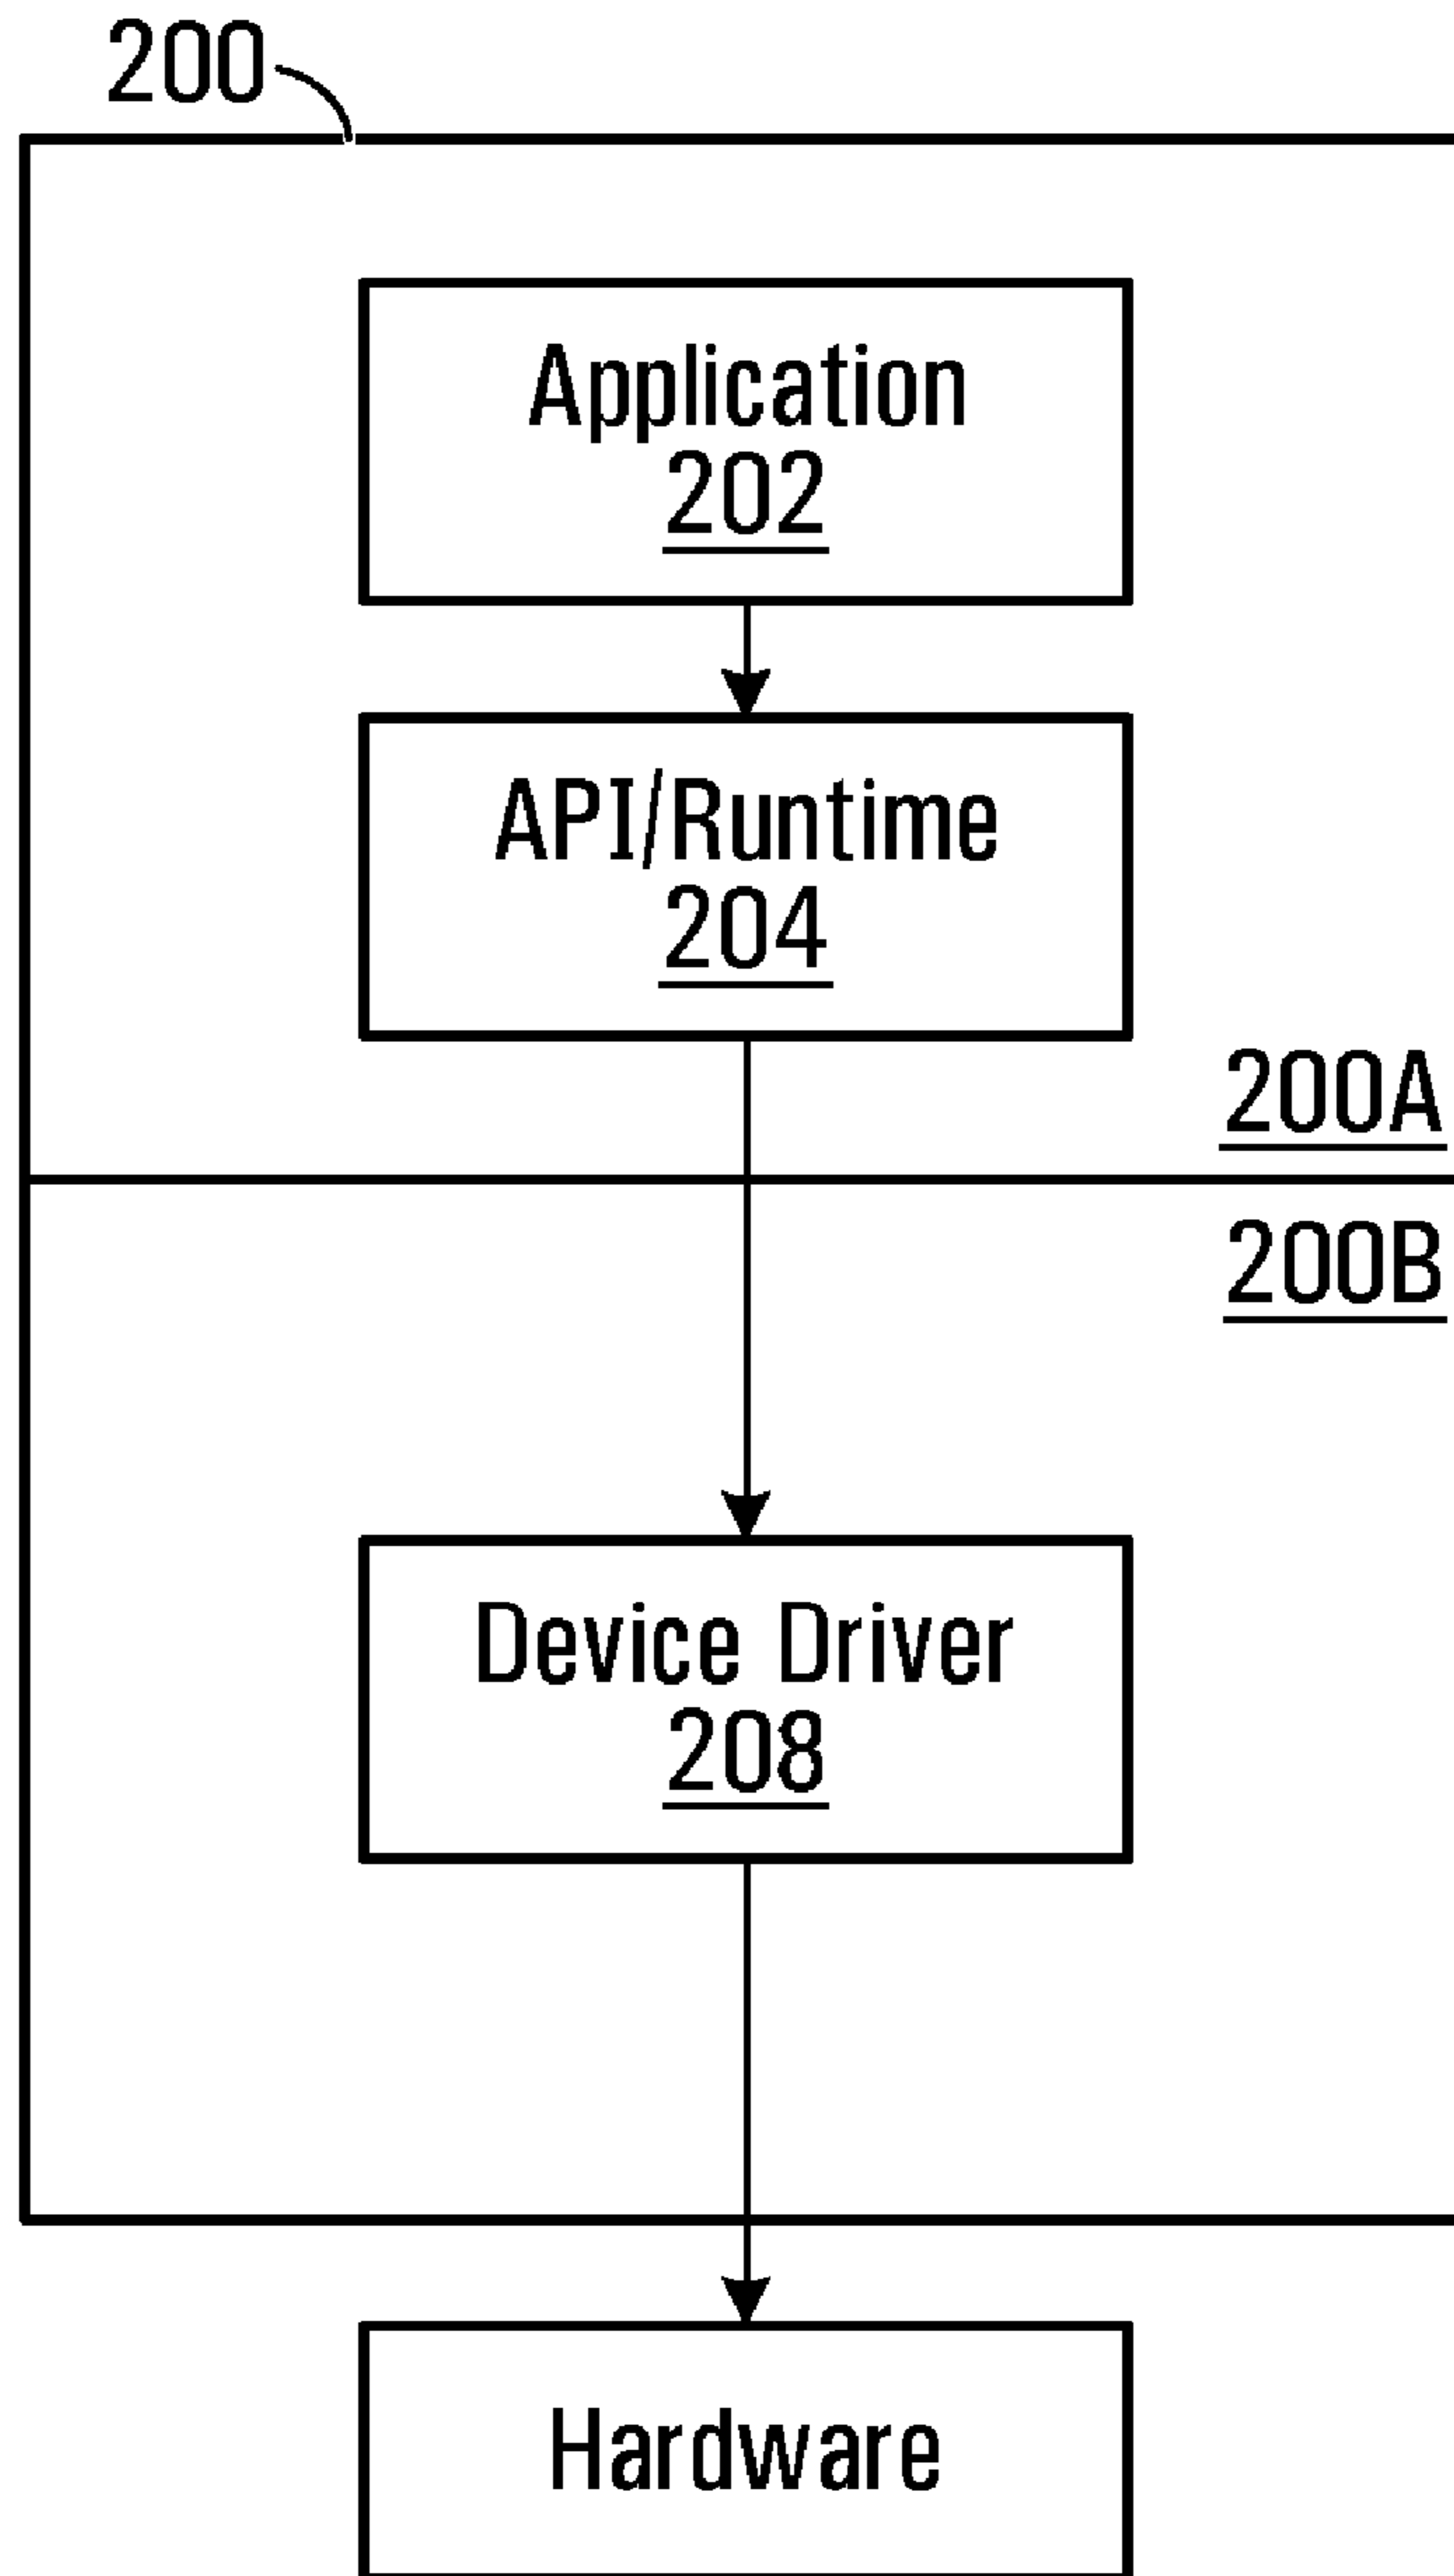 200
Application
202
API/Runtime
204
200A
200B
Device Driver
208
Hardware